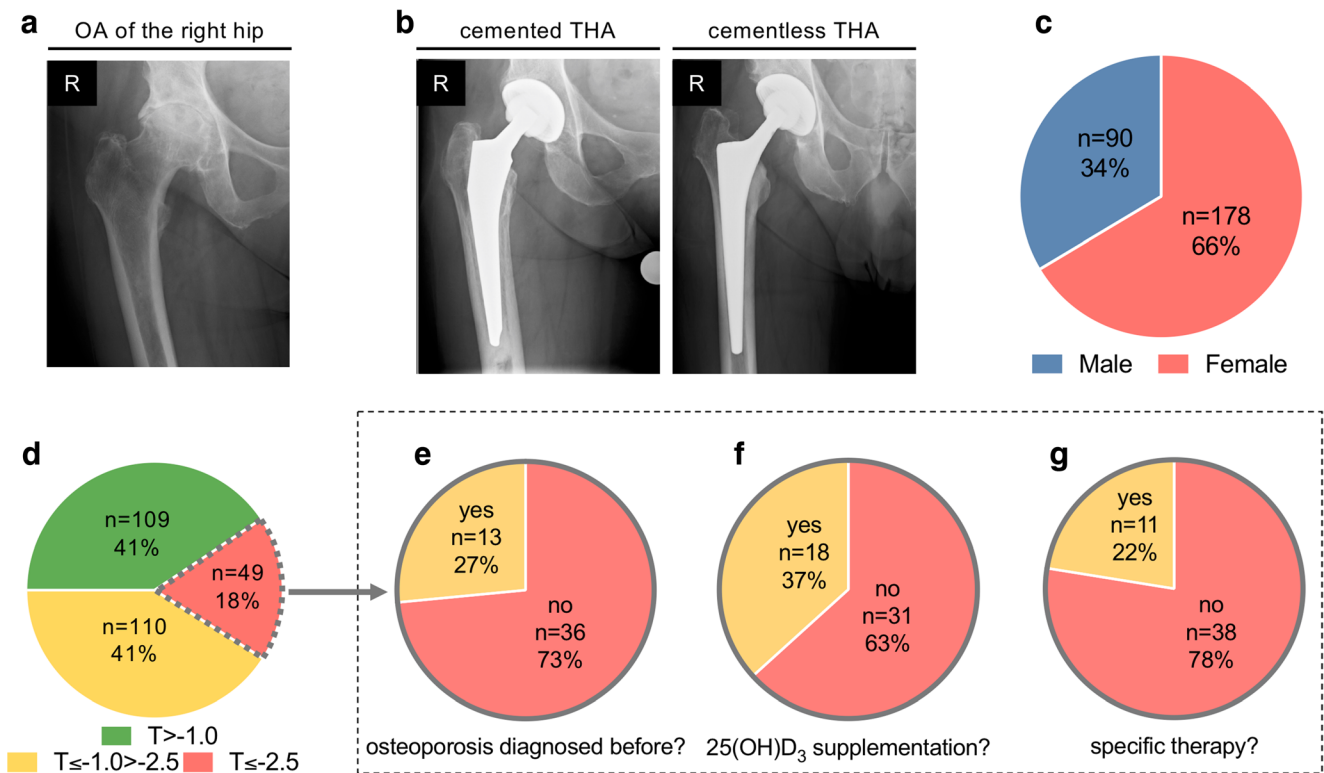 a
OA of the right hip
R
b
cemented THA
R
cementless THA
R
c
n=90
34%
n=178
66%
Male
Female
d
n=109
41%
n=49
18%
n=110
41%
T>-1.0
T≤-1.0>-2.5
T≤-2.5
e
yes
n=13
27%
no
n=36
73%
osteoporosis diagnosed before?
f
yes
n=18
37%
no
n=31
63%
25(OH)D₃ supplementation?
g
yes
n=11
22%
no
n=38
78%
specific therapy?